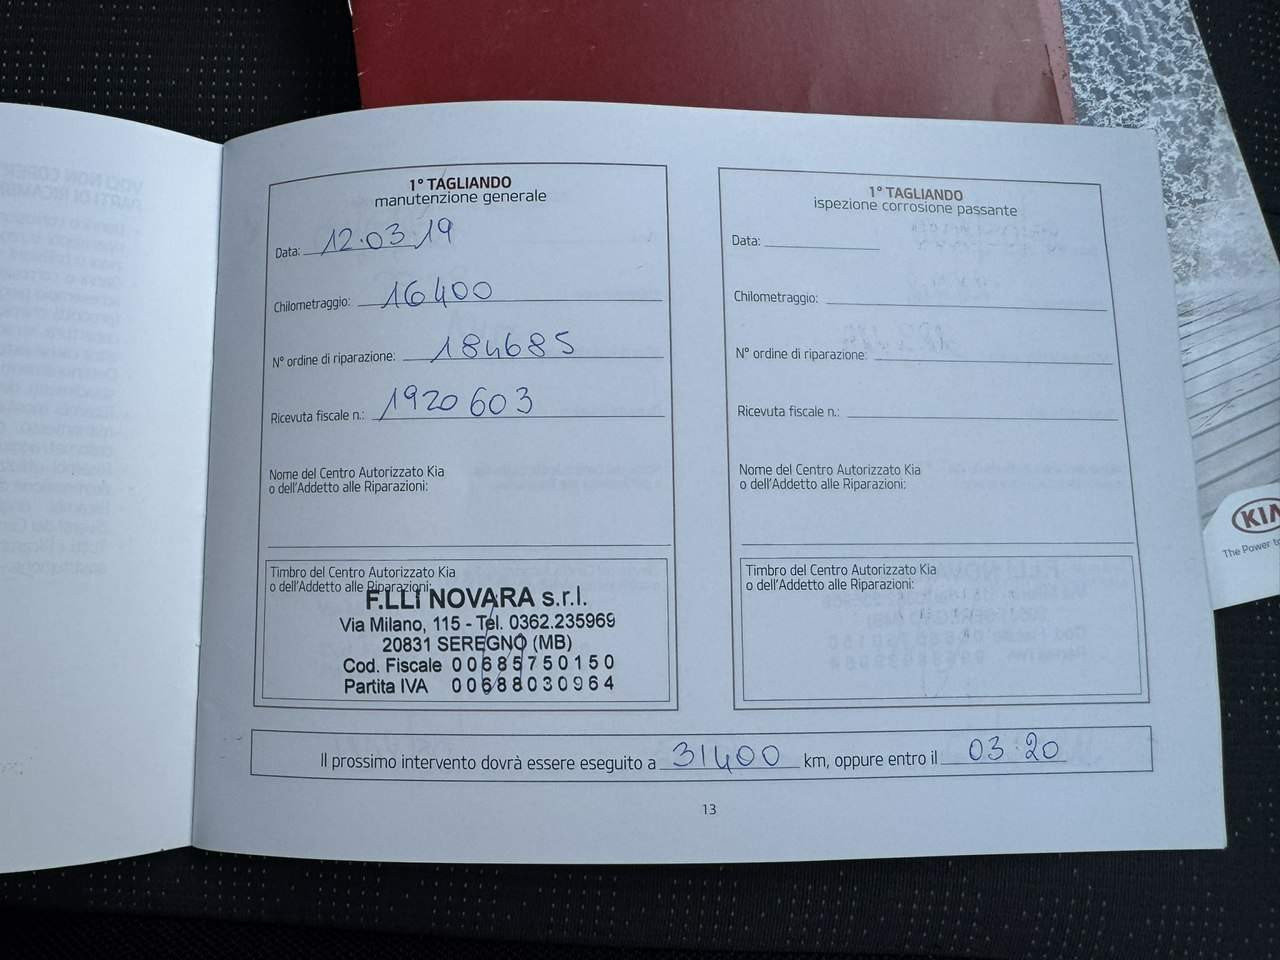 1° TAGLIANDO
manutenzione generale
Data: 12.03.19
Chilometraggio: 16400
N° ordine di riparazione: 184685
Ricevuta fiscale n.: 1920603
Nome del Centro Autorizzato Kia
o dell'Addetto alle Riparazioni:
Timbro del Centro Autorizzato Kia
o dell'Addetto alle Riparazioni:
F.LLI NOVARA s.r.l.
Via Milano, 115 - Tel. 0362.235969
20831 SEREGNO (MB)
Cod. Fiscale 00685750150
Partita IVA 00688030964
1° TAGLIANDO
ispezione corrosione passante
Data:
Chilometraggio:
N° ordine di riparazione:
Ricevuta fiscale n.:
Nome del Centro Autorizzato Kia
o dell'Addetto alle Riparazioni:
Timbro del Centro Autorizzato Kia
o dell'Addetto alle Riparazioni:
Il prossimo intervento dovrà essere eseguito a 31400 km, oppure entro il 03.20
13
KIA
The Power to